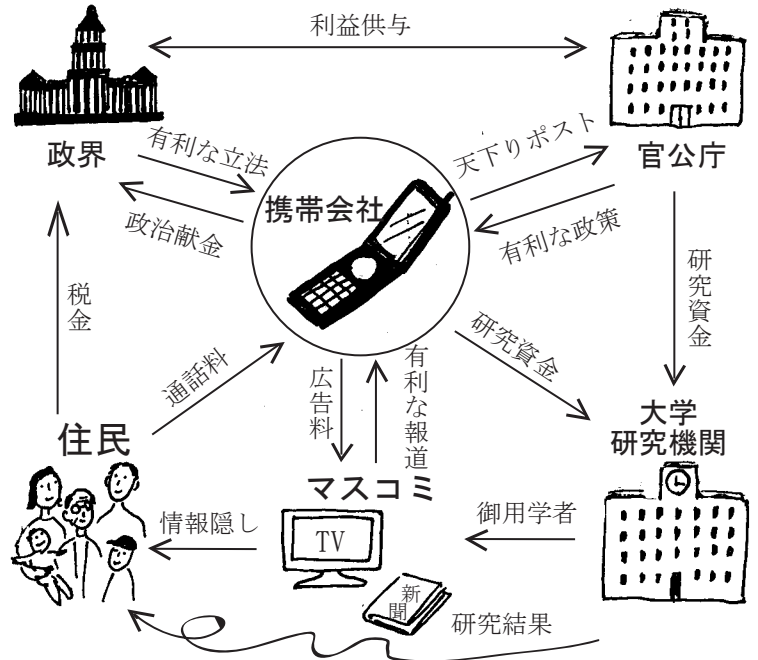 利益供与
政界
官公庁
有利な立法
政治献金
携帯会社
天下りポスト
有利な政策
税金
研究資金
通話料
広告料
有利な報道
研究資金
住民
マスコミ
大学
研究機関
情報隠し
TV
御用学者
新聞
研究結果